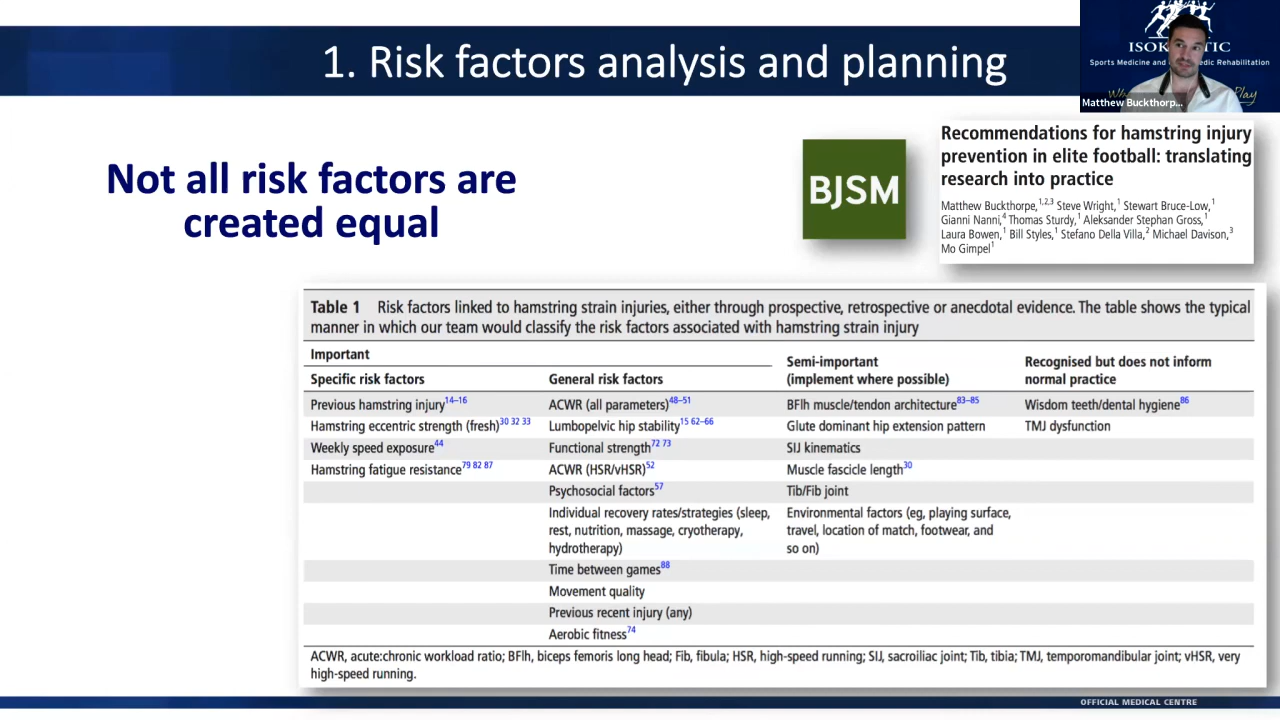 1. Risk factors analysis and planning
ISOK TIC
Sports Medicine and edic Rehabilitation
Play
Matthew Buckthorp...
Not all risk factors are
created equal
BJSM
Recommendations for hamstring injury
prevention in elite football: translating
research into practice
Matthew Buckthorpe,1,2,3 Steve Wright,1 Stewart Bruce-Low,1
Gianni Nanni,4 Thomas Sturdy,1 Aleksander Stephan Gross,1
Laura Bowen,1 Bill Styles,1 Stefano Della Villa,2 Michael Davison,3
Mo Gimpel1
Table 1 Risk factors linked to hamstring strain injuries, either through prospective, retrospective or anecdotal evidence. The table shows the typical
manner in which our team would classify the risk factors associated with hamstring strain injury
Important
Semi-important
(implement where possible)
Recognised but does not inform
normal practice
Specific risk factors
General risk factors
Previous hamstring injury14–16
ACWR (all parameters)48–51
BFlh muscle/tendon architecture83–85
Wisdom teeth/dental hygiene86
Hamstring eccentric strength (fresh)30 32 33
Lumbopelvic hip stability15 62–66
Glute dominant hip extension pattern
TMJ dysfunction
Weekly speed exposure44
Functional strength72 73
SIJ kinematics
Hamstring fatigue resistance79 82 87
ACWR (HSR/vHSR)52
Muscle fascicle length30
Psychosocial factors57
Tib/Fib joint
Individual recovery rates/strategies (sleep,
rest, nutrition, massage, cryotherapy,
hydrotherapy)
Environmental factors (eg, playing surface,
travel, location of match, footwear, and
so on)
Time between games88
Movement quality
Previous recent injury (any)
Aerobic fitness74
ACWR, acute:chronic workload ratio; BFlh, biceps femoris long head; Fib, fibula; HSR, high-speed running; SIJ, sacroiliac joint; Tib, tibia; TMJ, temporomandibular joint; vHSR, very
high-speed running.
OFFICIAL MEDICAL CENTRE